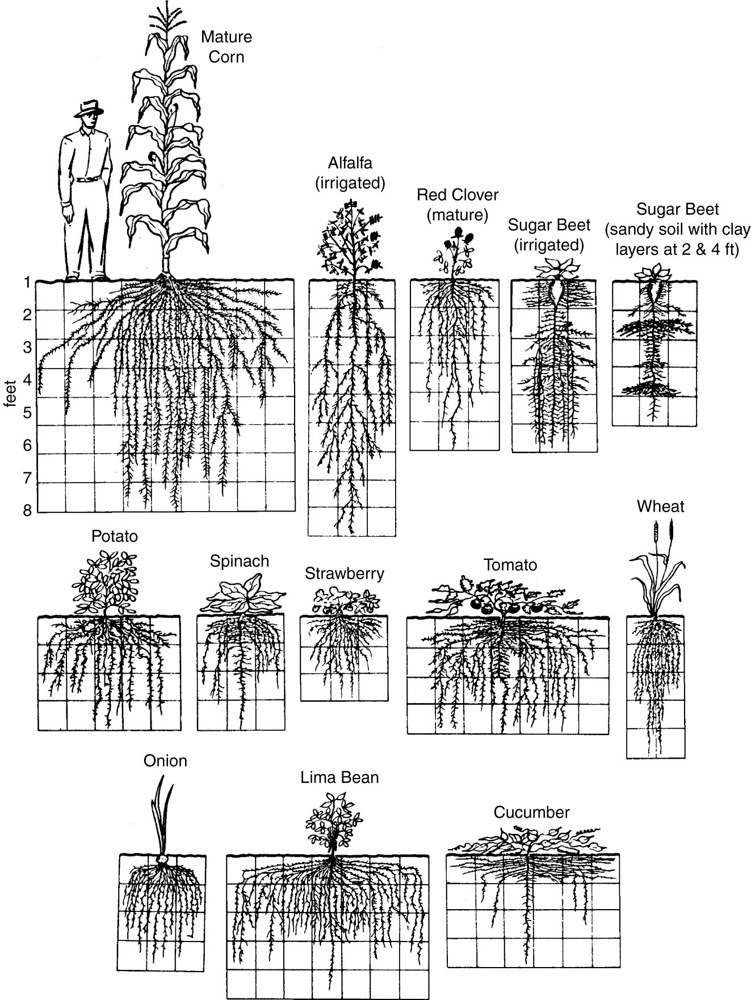 Mature
Corn
Alfalfa
(irrigated)
Red Clover
(mature)
Sugar Beet
(irrigated)
Sugar Beet
(sandy soil with clay
layers at 2 & 4 ft)
feet
1
2
3
4
5
6
7
8
Potato
Spinach
Strawberry
Tomato
Wheat
Onion
Lima Bean
Cucumber